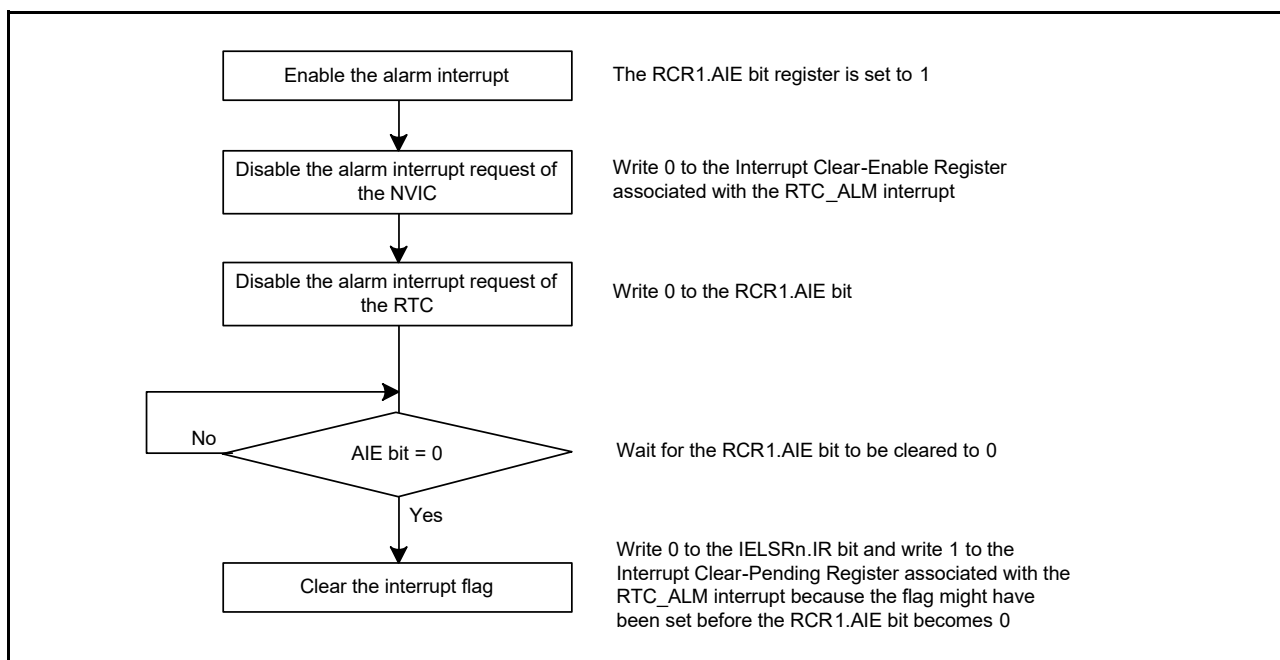 Enable the alarm interrupt
The RCR1.AIE bit register is set to 1
Disable the alarm interrupt request of
the NVIC
Write 0 to the Interrupt Clear-Enable Register
associated with the RTC_ALM interrupt
Disable the alarm interrupt request of
the RTC
Write 0 to the RCR1.AIE bit
No
AIE bit = 0
Wait for the RCR1.AIE bit to be cleared to 0
Yes
Clear the interrupt flag
Write 0 to the IELSRn.IR bit and write 1 to the
Interrupt Clear-Pending Register associated with the
RTC_ALM interrupt because the flag might have
been set before the RCR1.AIE bit becomes 0